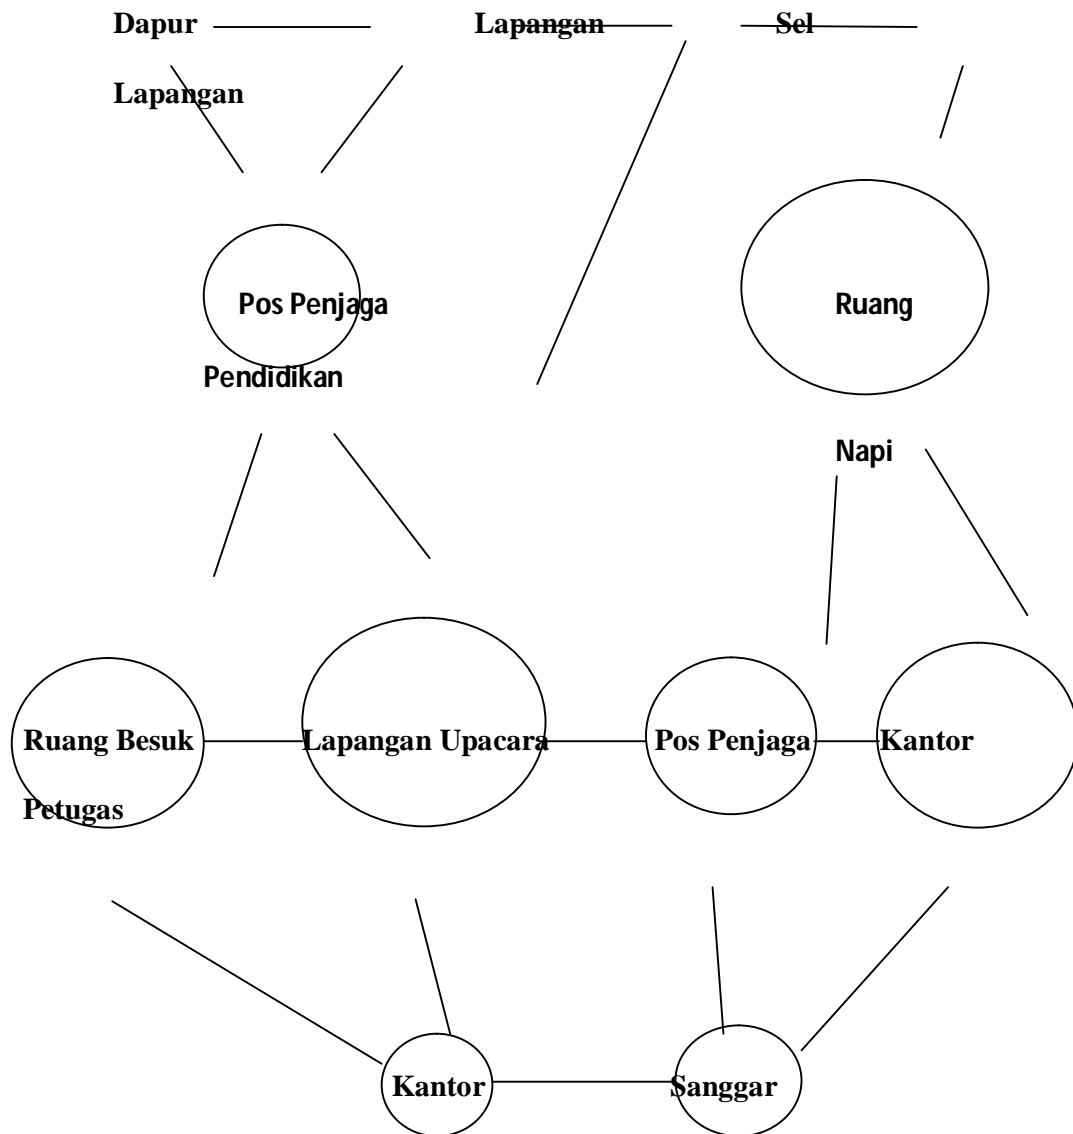 Dapur Lapangan Sel
Lapangan
Pos Penjaga Ruang
Pendidikan
Napi
Ruang Besuk Lapangan Upacara Pos Penjaga Kantor
Petugas
Kantor Sanggar